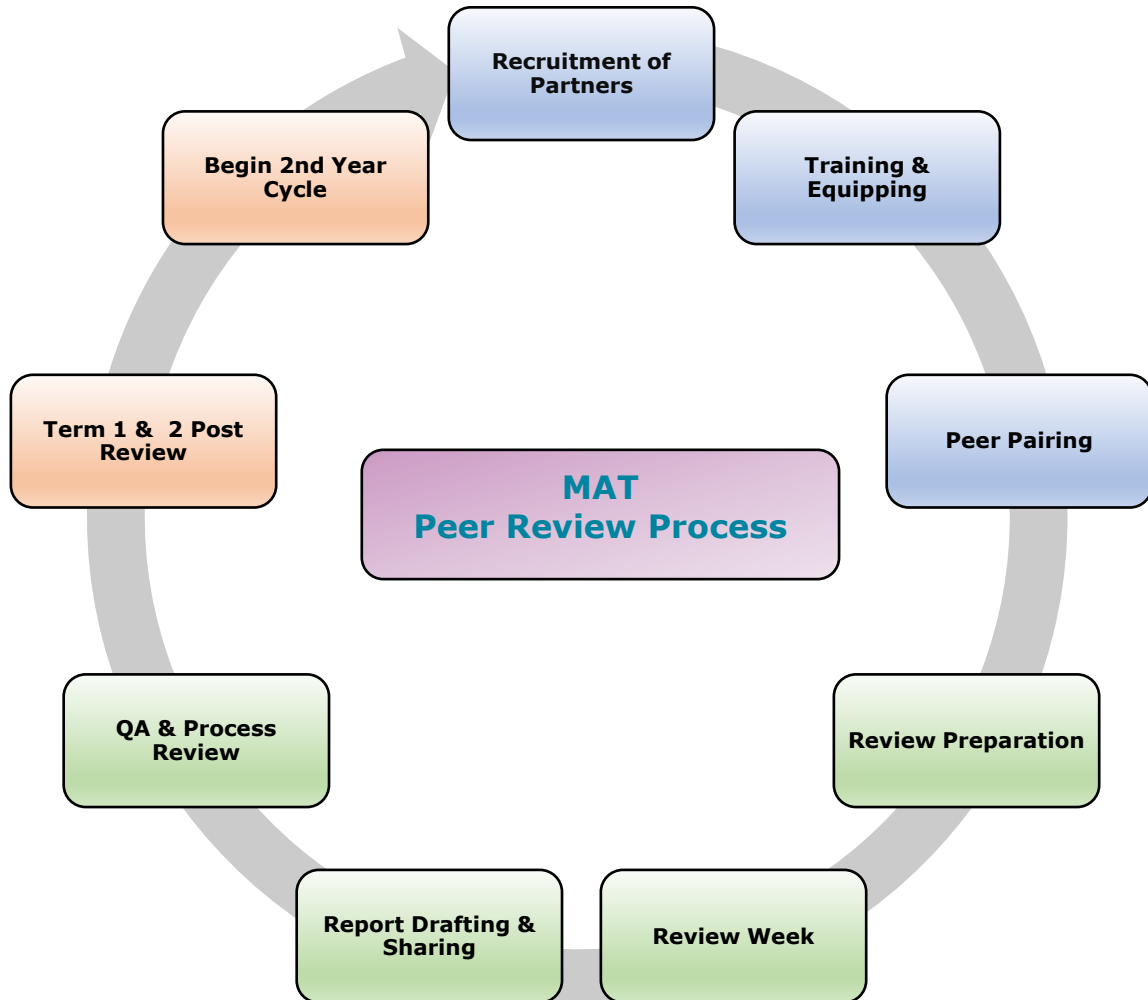 Recruitment of
Partners
Training &
Equipping
Peer Pairing
Review Preparation
Review Week
Report Drafting &
Sharing
QA & Process
Review
Term 1 &  2 Post
Review
Begin 2nd Year
Cycle
MAT
Peer Review Process